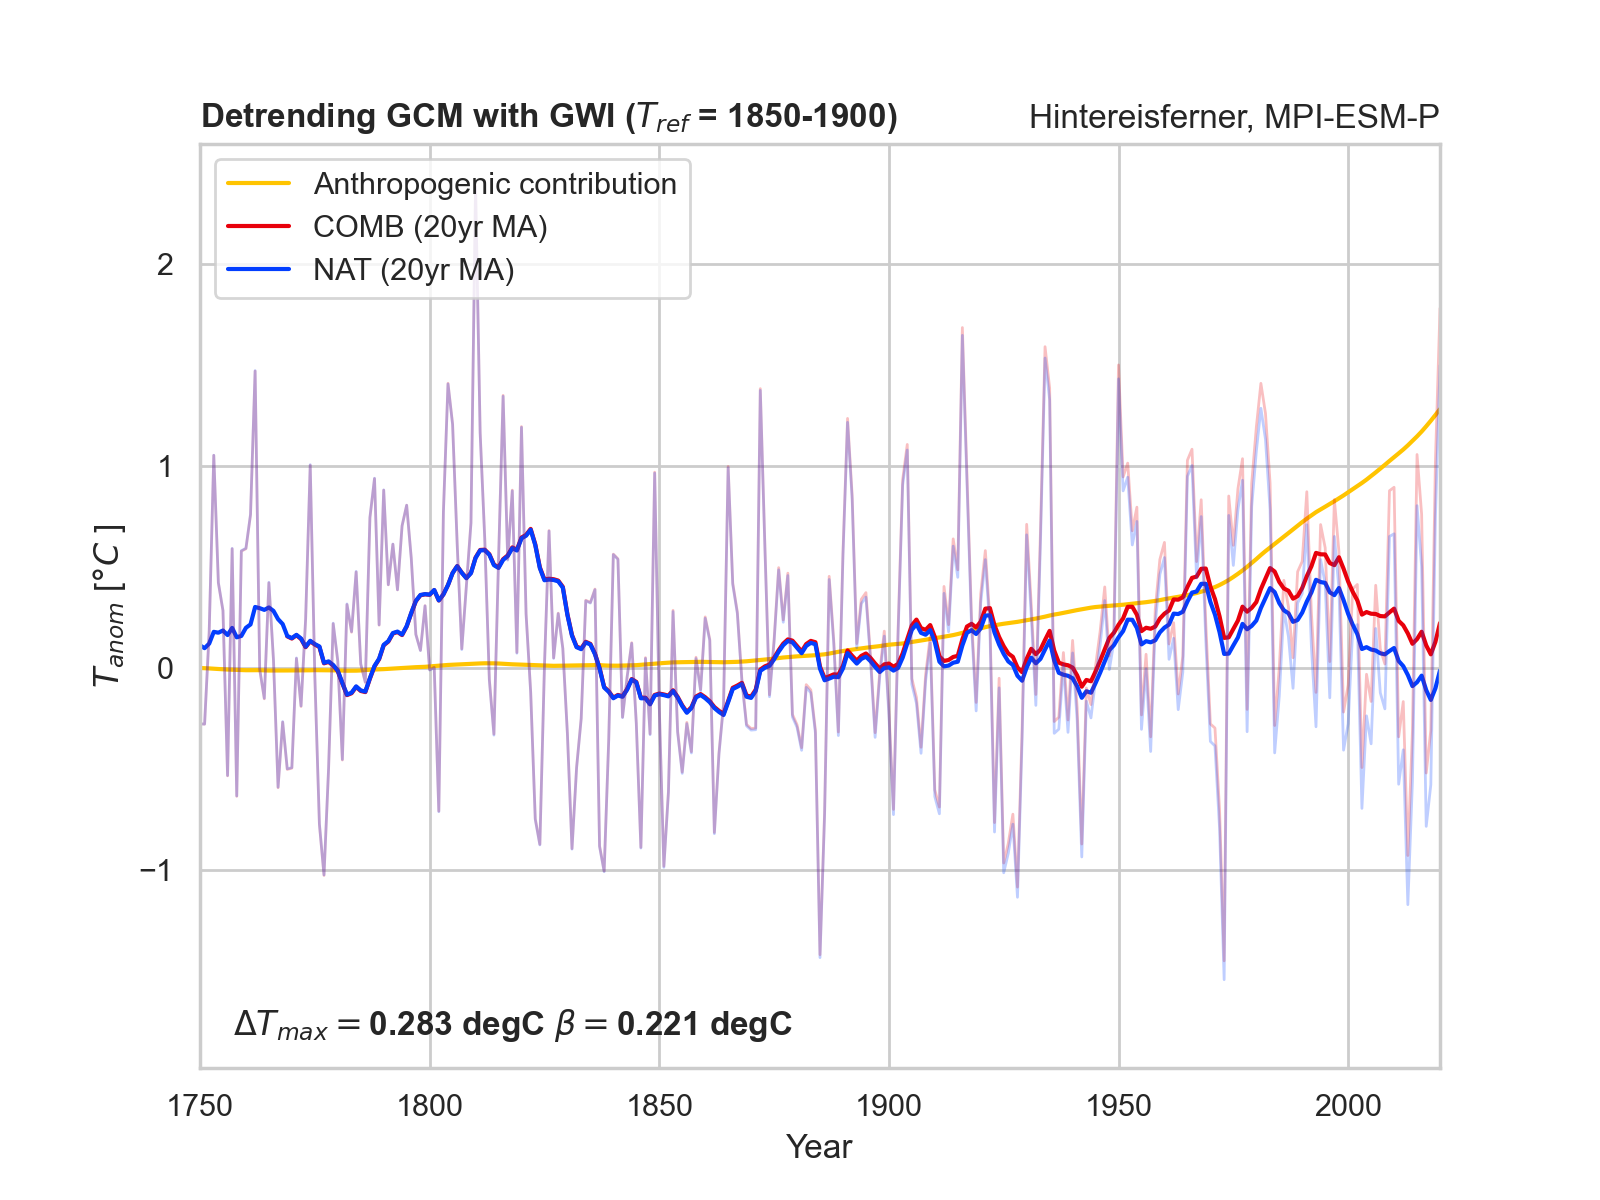 Detrending GCM with GWI (T_ref = 1850-1900)
Hintereisferner, MPI-ESM-P
Anthropogenic contribution
COMB (20yr MA)
NAT (20yr MA)
2
1
0
−1
T_anom [°C ]
ΔT_max = 0.283 degC β = 0.221 degC
1750 1800 1850 1900 1950 2000
Year